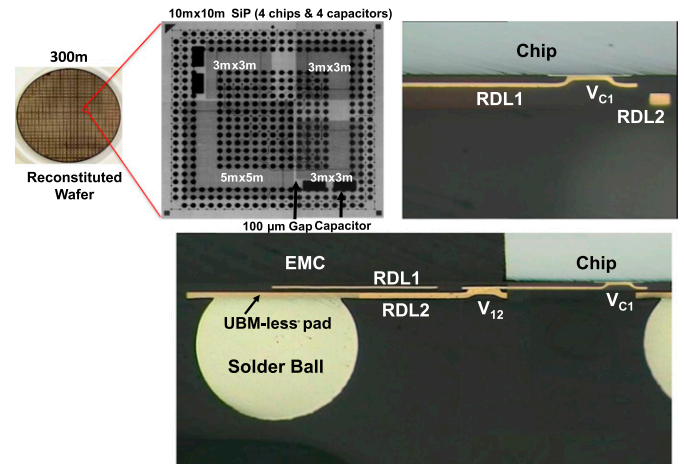 10mx10m SiP (4 chips & 4 capacitors)
300m
3mx3m
3mx3m
Reconstituted
Wafer
5mx5m
3mx3m
100 µm Gap
Capacitor
Chip
RDL1
VC1
RDL2
EMC
Chip
RDL1
RDL2
V12
VC1
UBM-less pad
Solder Ball